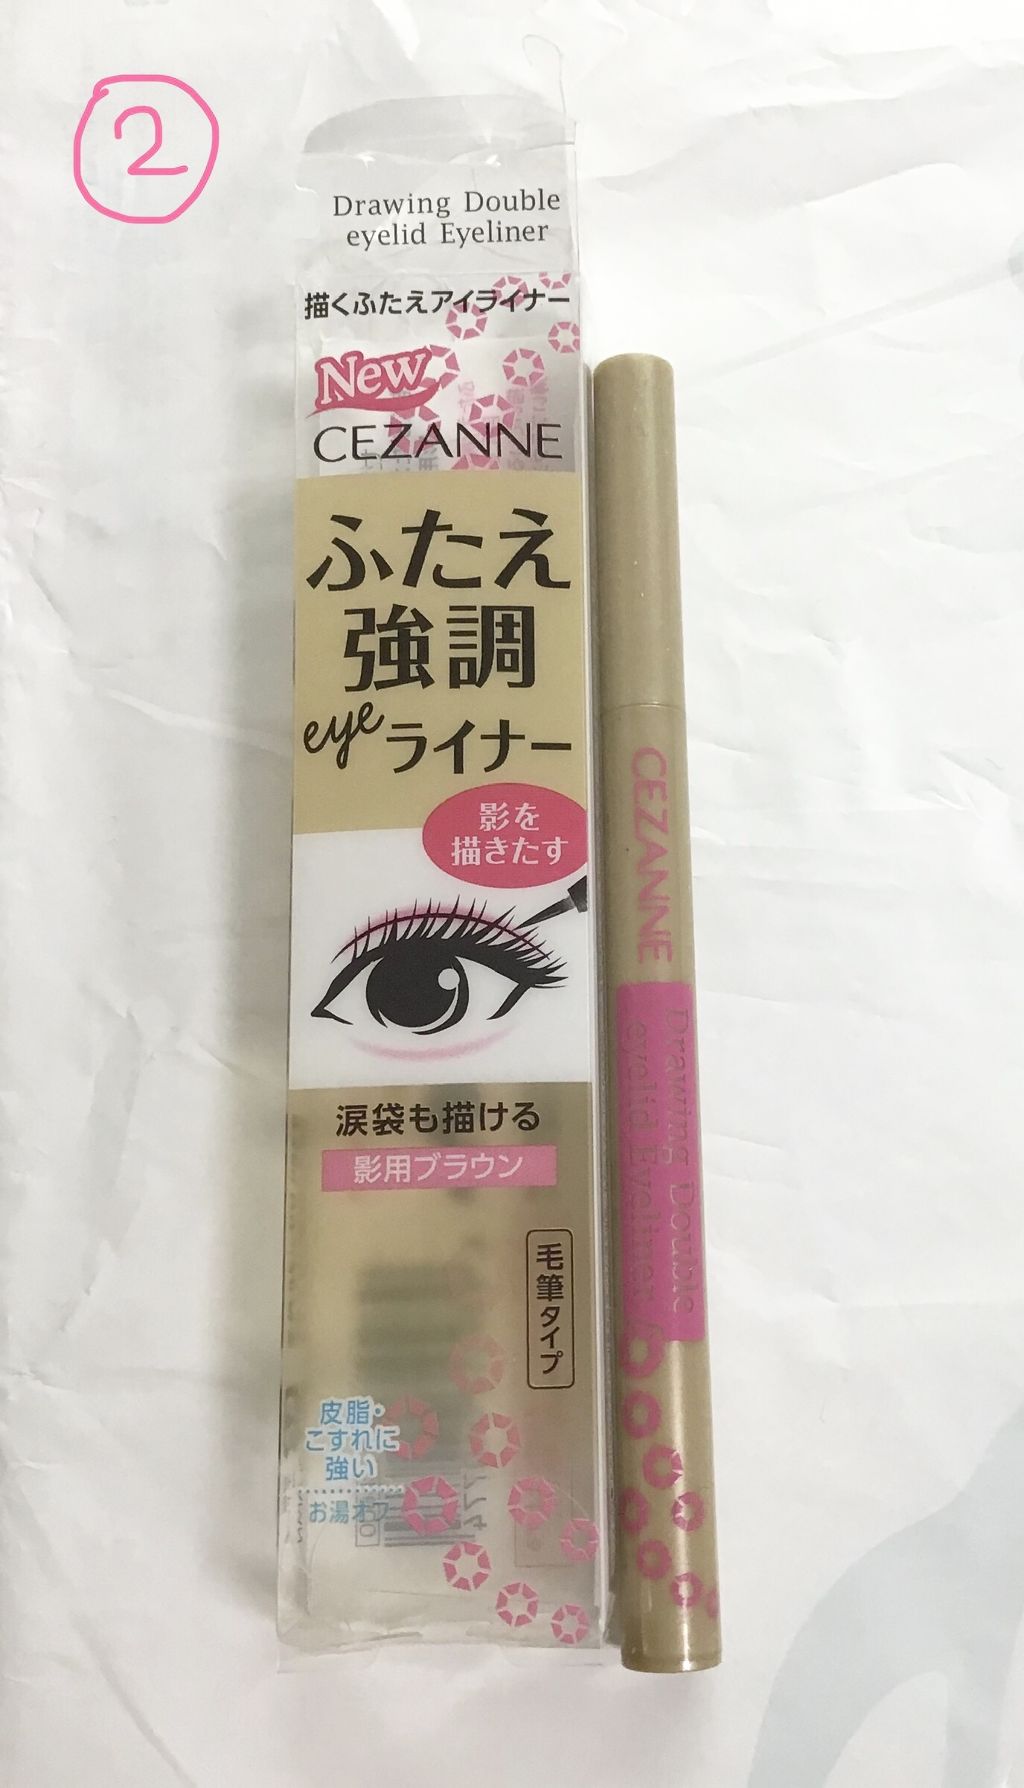 2
Drawing Double
eyelid Eyeliner
描くふたえアイライナー
New
CEZANNE
ふたえ
強調
eyeライナー
影を
描きたす
涙袋も描ける
影用ブラウン
毛筆タイプ
皮脂・
こすれに
強い
お湯オフ
CEZANNE
Drawing Double
eyelid Eyeliner